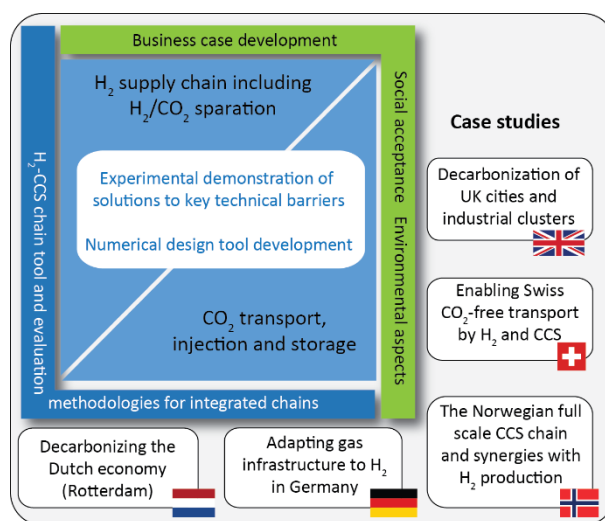 Business case development
H₂ supply chain including
H₂/CO₂ sparation
Experimental demonstration of
solutions to key technical barriers
Numerical design tool development
CO₂ transport,
injection and storage
H₂-CCS chain tool and evaluation
methodologies for integrated chains
Social acceptance Environmental aspects
Case studies
Decarbonization of
UK cities and
industrial clusters
Enabling Swiss
CO₂-free transport
by H₂ and CCS
The Norwegian full
scale CCS chain
and synergies with
H₂ production
Decarbonizing the
Dutch economy
(Rotterdam)
Adapting gas
infrastructure to H₂
in Germany